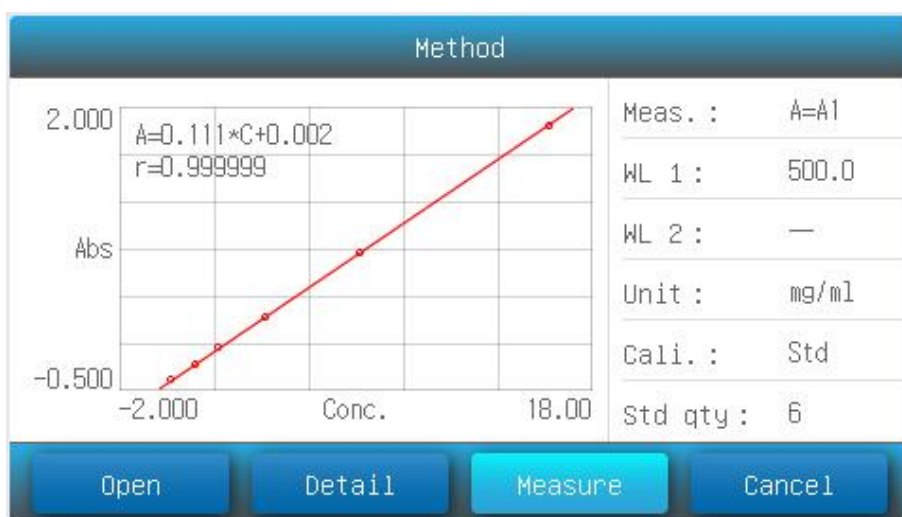 Method
2.000
A=0.111*C+0.002
r=0.999999
Abs
-0.500
-2.000 Conc. 18.00
Meas.: A=A1
WL 1: 500.0
WL 2: —
Unit: mg/ml
Cali.: Std
Std qty: 6
Open Detail Measure Cancel